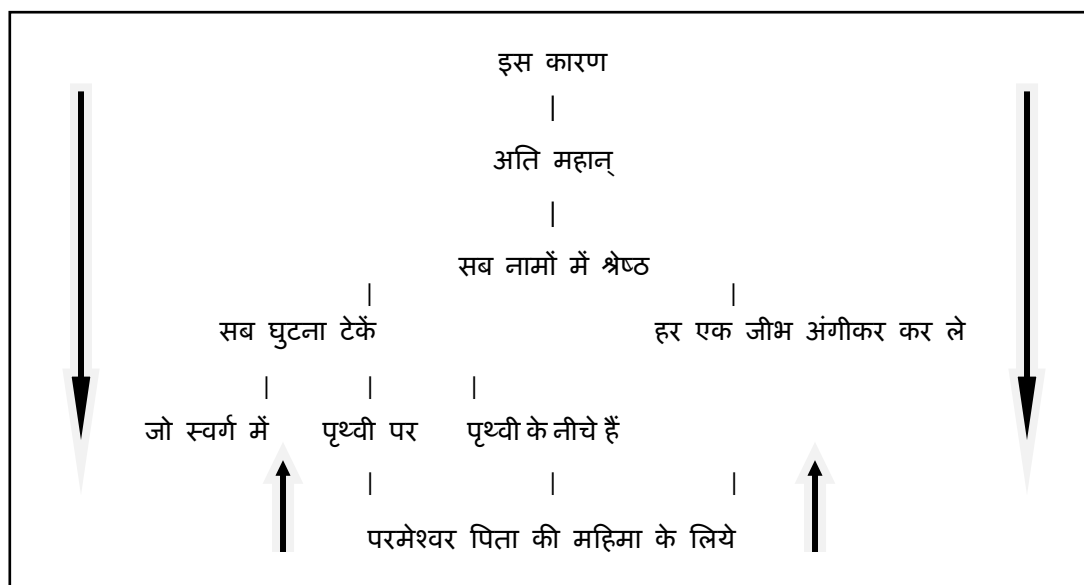 इस कारण
|
अति महान्
|
सब नामों में श्रेष्ठ
| |
सब घुटना टेकें हर एक जीभ अंगीकर कर ले
| | |
जो स्वर्ग में पृथ्वी पर पृथ्वी के नीचे हैं
| | |
परमेश्वर पिता की महिमा के लिये